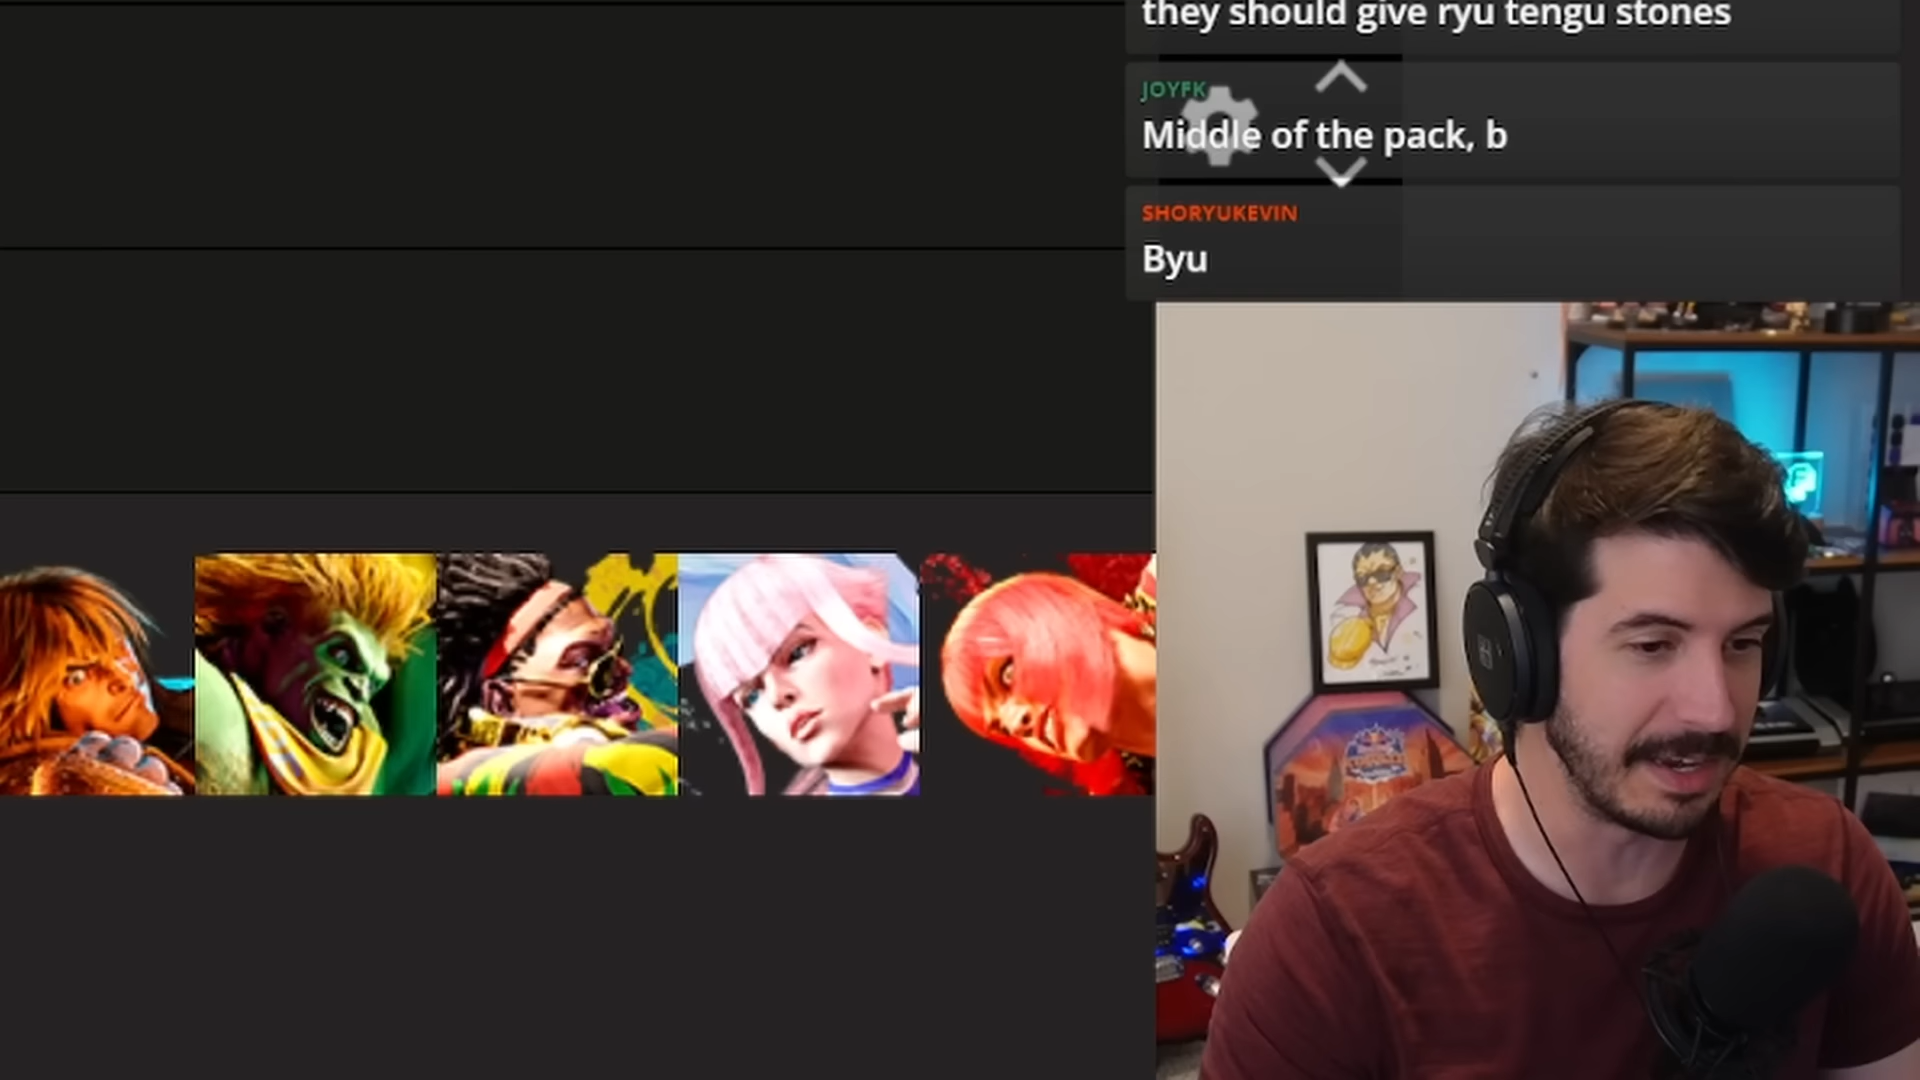 they should give ryu tengu stones
JOYFK
Middle of the pack, b
SHORYUKEVIN
Byu